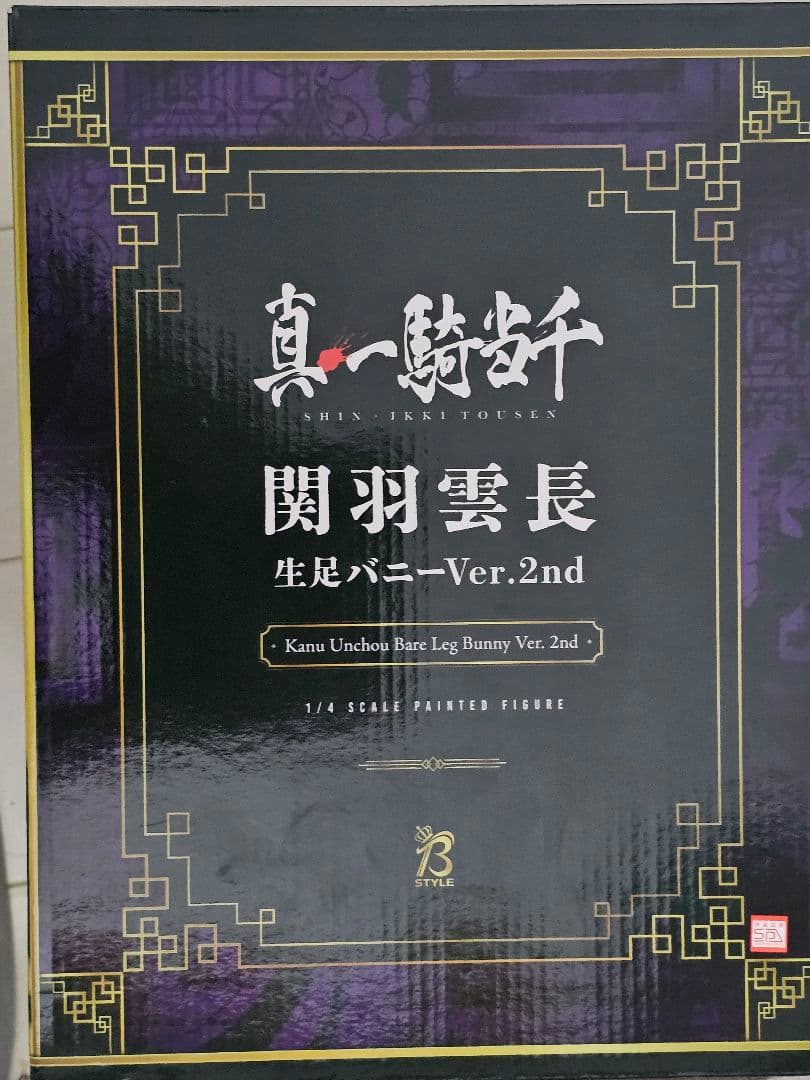 真・一騎当千
SHIN・IKKI TOUSEN
関羽雲長
生足バニーVer.2nd
Kanu Unchou Bare Leg Bunny Ver. 2nd
1/4 SCALE PAINTED FIGURE
B
STYLE